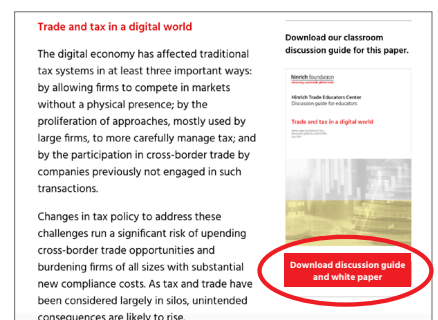 Trade and tax in a digital world
The digital economy has affected traditional
tax systems in at least three important ways:
by allowing firms to compete in markets
without a physical presence; by the
proliferation of approaches, mostly used by
large firms, to more carefully manage tax; and
by the participation in cross-border trade by
companies previously not engaged in such
transactions.
Changes in tax policy to address these
challenges run a significant risk of upending
cross-border trade opportunities and
burdening firms of all sizes with substantial
new compliance costs. As tax and trade have
been considered largely in silos, unintended
consequences are likely to rise.
Download our classroom
discussion guide for this paper.
hinrich foundation
Hinrich Trade Educators Center
Discussion guide for educators
Trade and tax in a digital world
Download discussion guide
and white paper